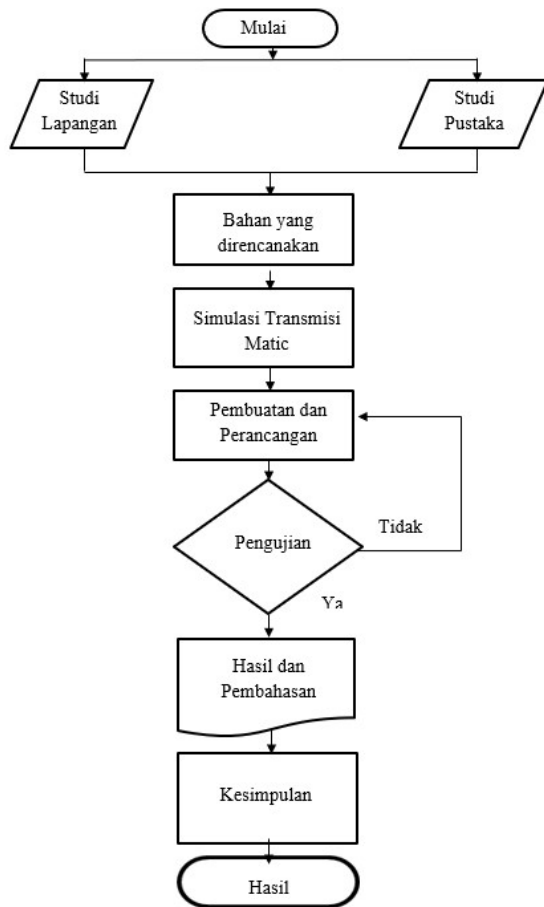 Mulai
Studi
Lapangan
Studi
Pustaka
Bahan yang
direncanakan
Simulasi Transmisi
Matic
Pembuatan dan
Perancangan
Pengujian
Tidak
Ya
Hasil dan
Pembahasan
Kesimpulan
Hasil